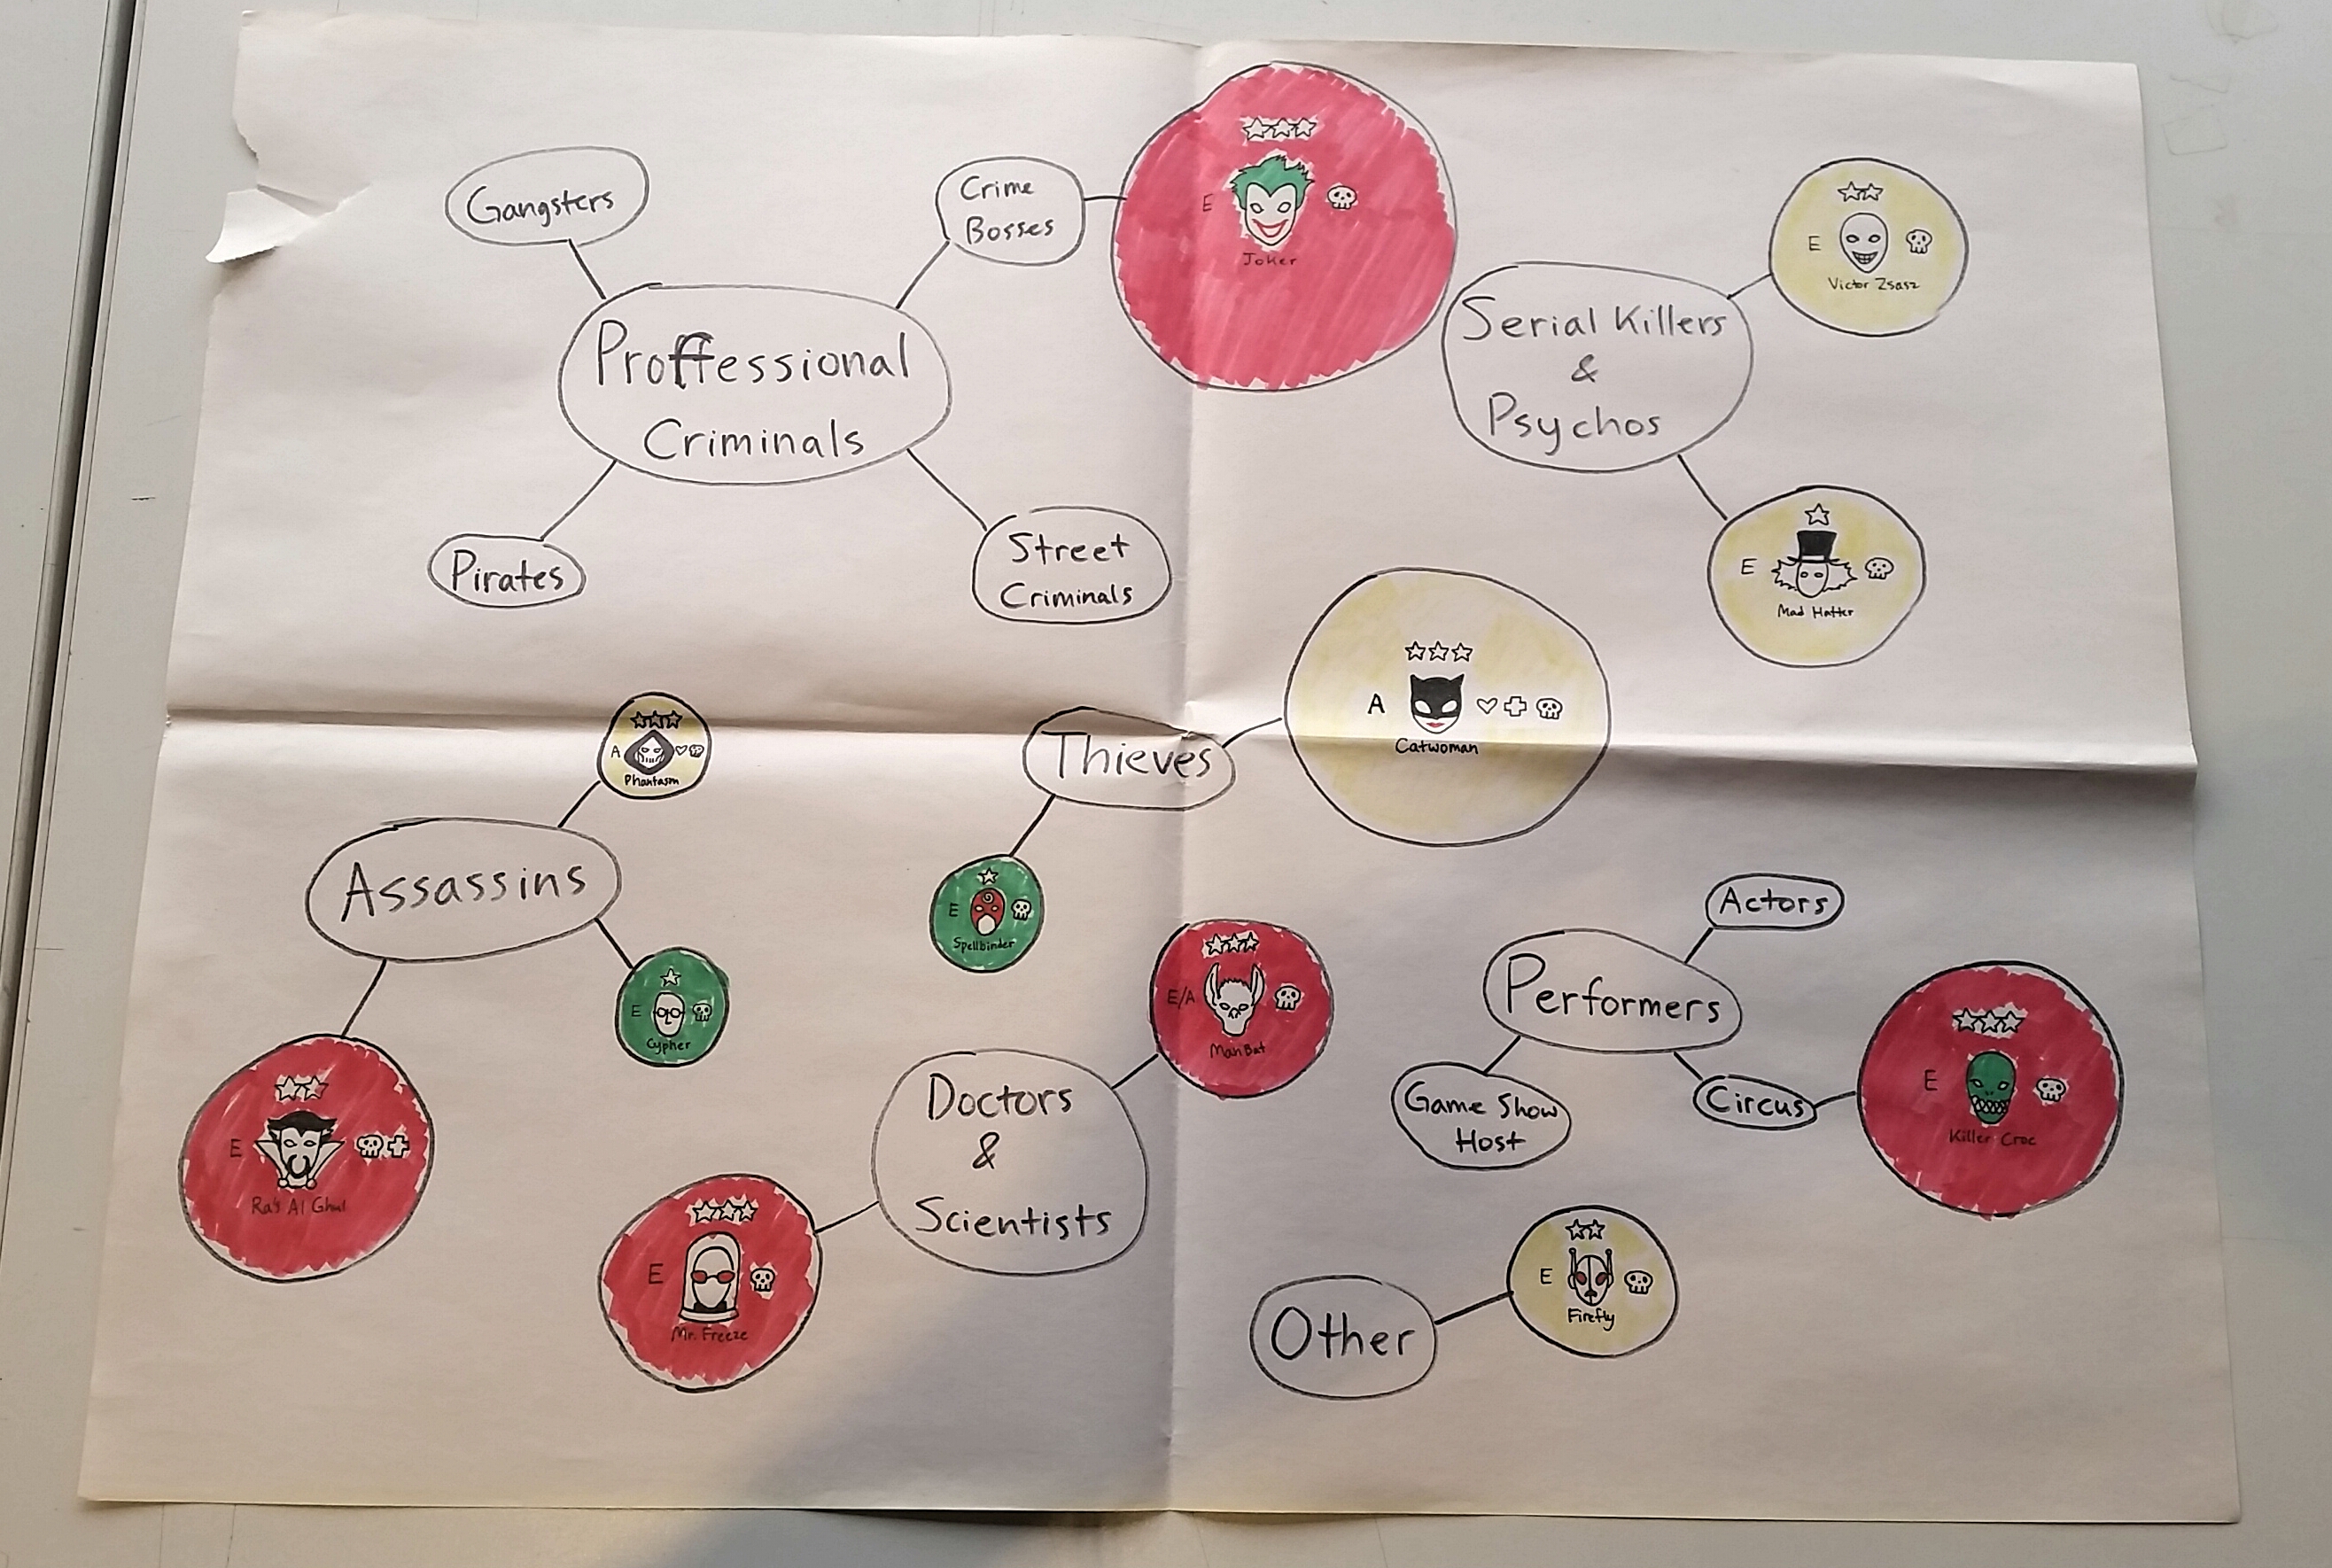 Gangsters
Crime
Bosses
E
Joker
Proffessional
Criminals
Pirates
Street
Criminals
Serial Killers
&
Psychos
E
Victor Zsasz
E
Mad Hatter
A
Phantasm
Assassins
E
Cypher
E
Ra's Al Ghul
Thieves
A
Catwoman
E
Spellbinder
Doctors
&
Scientists
E/A
ManBat
E
Mr. Freeze
Performers
Actors
Game Show
Host
Circus
E
Killer Croc
Other
E
Firefly